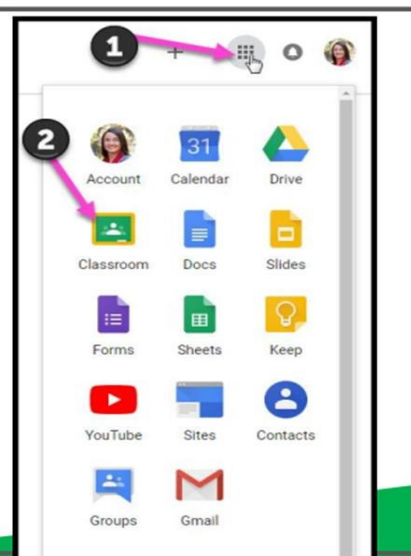 1
2
31
Account Calendar Drive
Classroom Docs Slides
Forms Sheets Keep
YouTube Sites Contacts
Groups Gmail